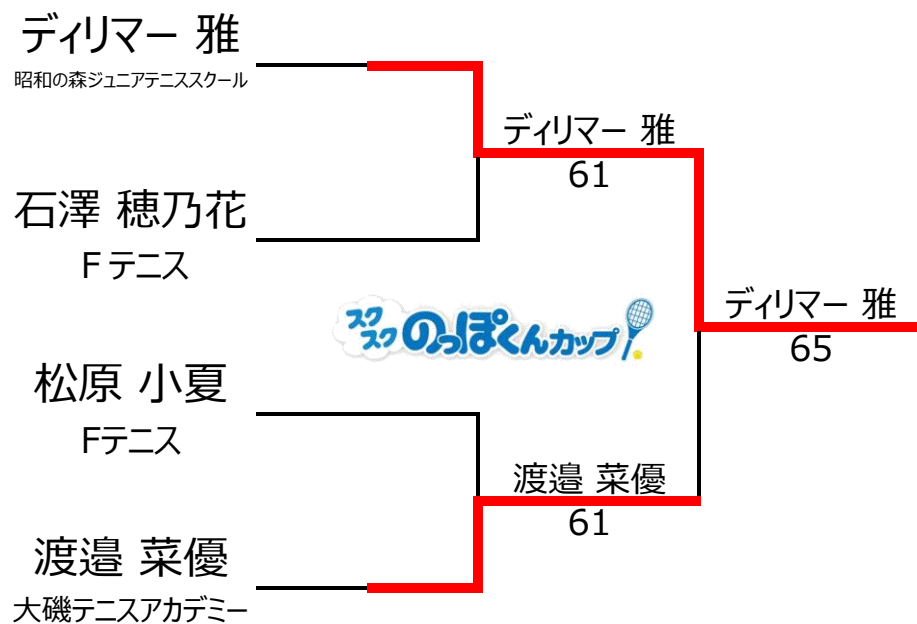 ディリマー 雅
昭和の森ジュニアテニススクール
ディリマー 雅
61
石澤 穂乃花
F テニス
スクスク のっぽくんカップ
ディリマー 雅
65
松原 小夏
Fテニス
渡邉 菜優
61
渡邉 菜優
大磯テニスアカデミー